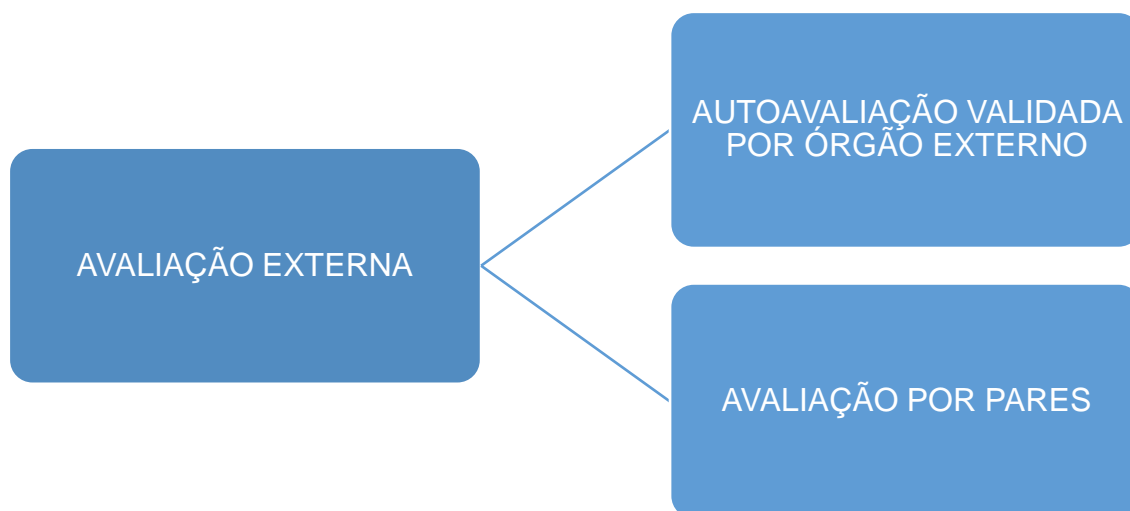 AUTOAVALIAÇÃO VALIDADA
POR ÓRGÃO EXTERNO
AVALIAÇÃO EXTERNA
AVALIAÇÃO POR PARES